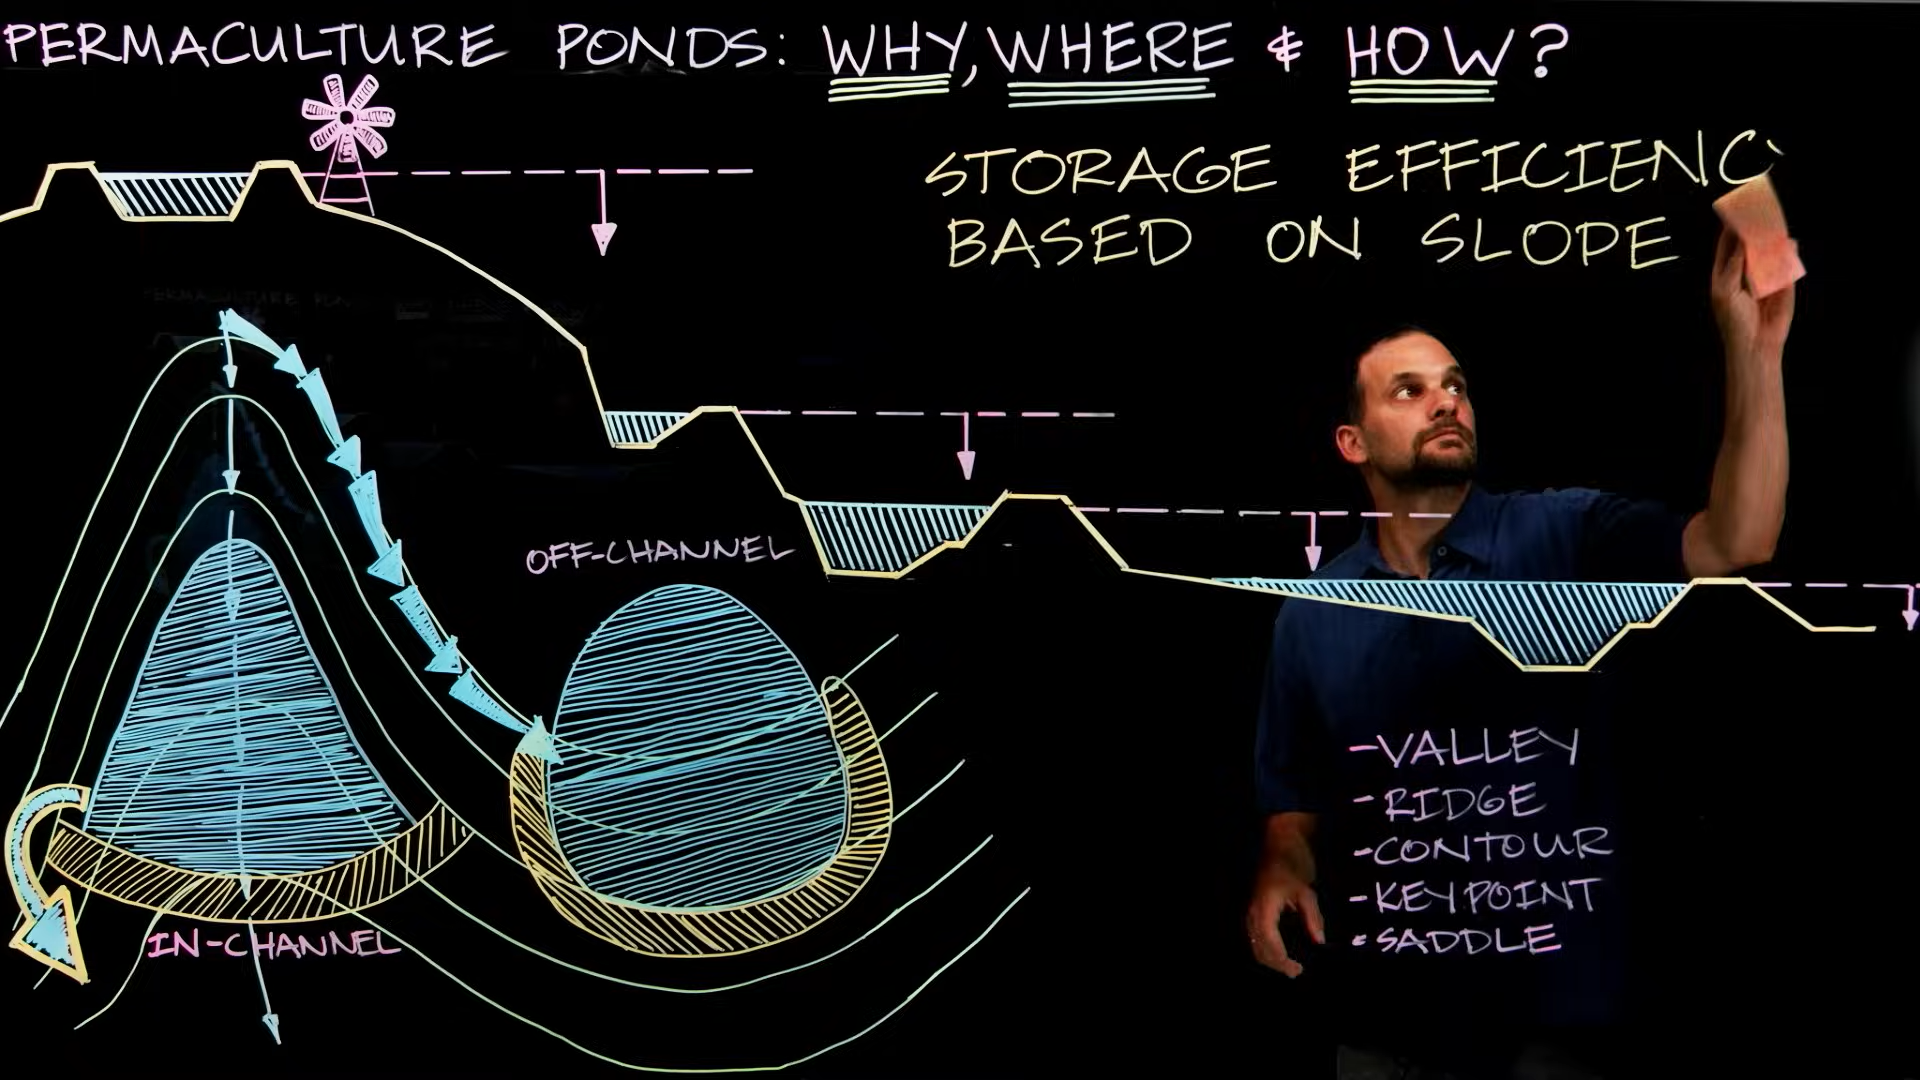 PERMACULTURE PONDS: WHY, WHERE & HOW?
STORAGE EFFICIENC
BASED ON SLOPE
OFF-CHANNEL
IN-CHANNEL
-VALLEY
-RIDGE
-CONTOUR
-KEYPOINT
-SADDLE